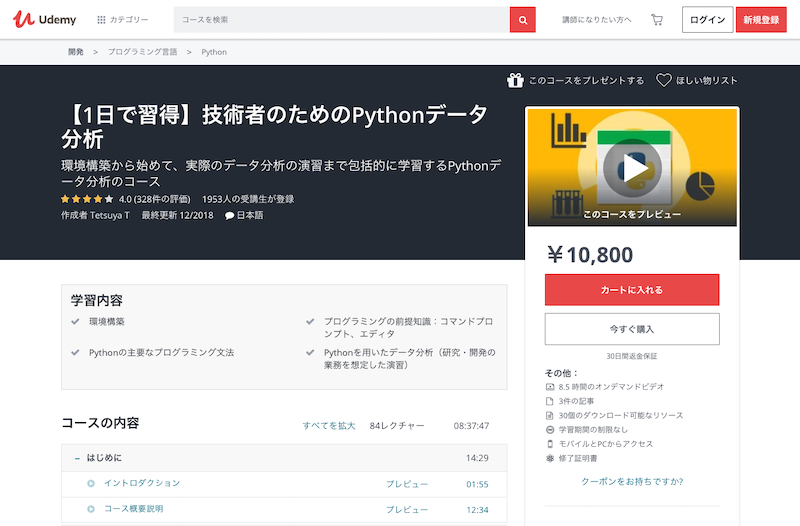 Udemy
カテゴリー
コースを検索
講師になりたい方へ
ログイン
新規登録
開発 > プログラミング言語 > Python
このコースをプレゼントする
ほしい物リスト
【1日で習得】技術者のためのPythonデータ
分析
環境構築から始めて、実際のデータ分析の演習まで包括的に学習するPythonデ
ータ分析のコース
4.0 (328件の評価) 1953人の受講生が登録
作成者 Tetsuya T 最終更新 12/2018 日本語
このコースをプレビュー
¥10,800
カートに入れる
今すぐ購入
30日間返金保証
その他：
8.5 時間のオンデマンドビデオ
3件の記事
30個のダウンロード可能なリソース
学習期間の制限なし
モバイルとPCからアクセス
修了証明書
クーポンをお持ちですか?
学習内容
環境構築
プログラミングの前提知識：コマンドプロ
ンプト、エディタ
Pythonの主要なプログラミング文法
Pythonを用いたデータ分析（研究・開発の
業務を想定した演習）
コースの内容
すべてを拡大 84レクチャー 08:37:47
– はじめに 14:29
イントロダクション プレビュー 01:55
コース概要説明 プレビュー 12:34